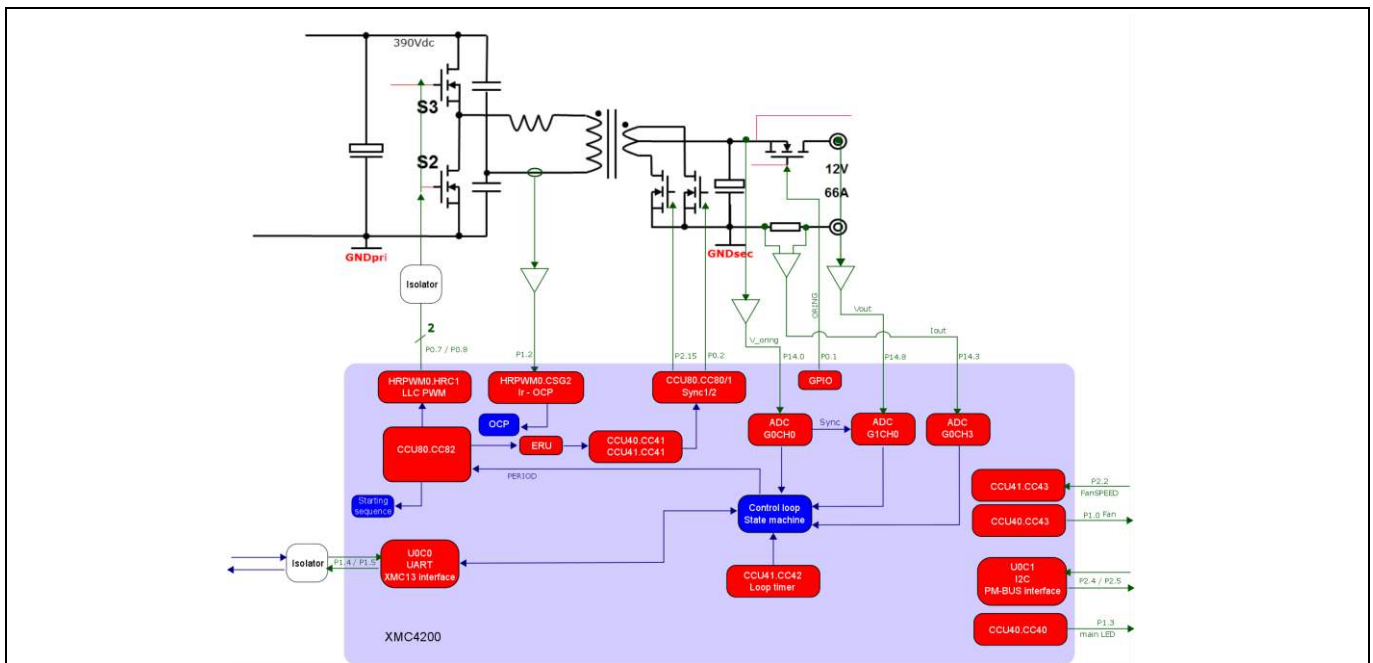 390Vdc
S3
S2
12V
66A
GNDpri
GNDsec
Isolator
2
P0.7 / P0.8
P1.2
P2.15
P0.2
V_oring
P14.0
ORING
P0.1
Vout
P14.8
Iout
P14.3
HRPWM0.HRC1
LLC PWM
HRPWM0.CSG2
Ir - OCP
CCU80.CC80/1
Sync1/2
GPIO
OCP
CCU80.CC82
ERU
CCU40.CC41
CCU41.CC41
ADC
G0CH0
Sync
ADC
G1CH0
ADC
G0CH3
PERIOD
Starting
sequence
Control loop
State machine
CCU41.CC43
P2.2
FanSPEED
CCU40.CC43
P1.0 Fan
Isolator
P1.4 / P1.5
U0C0
UART
XMC13 interface
CCU41.CC42
Loop timer
U0C1
I2C
PM-BUS interface
P2.4 / P2.5
CCU40.CC40
P1.3
main LED
XMC4200